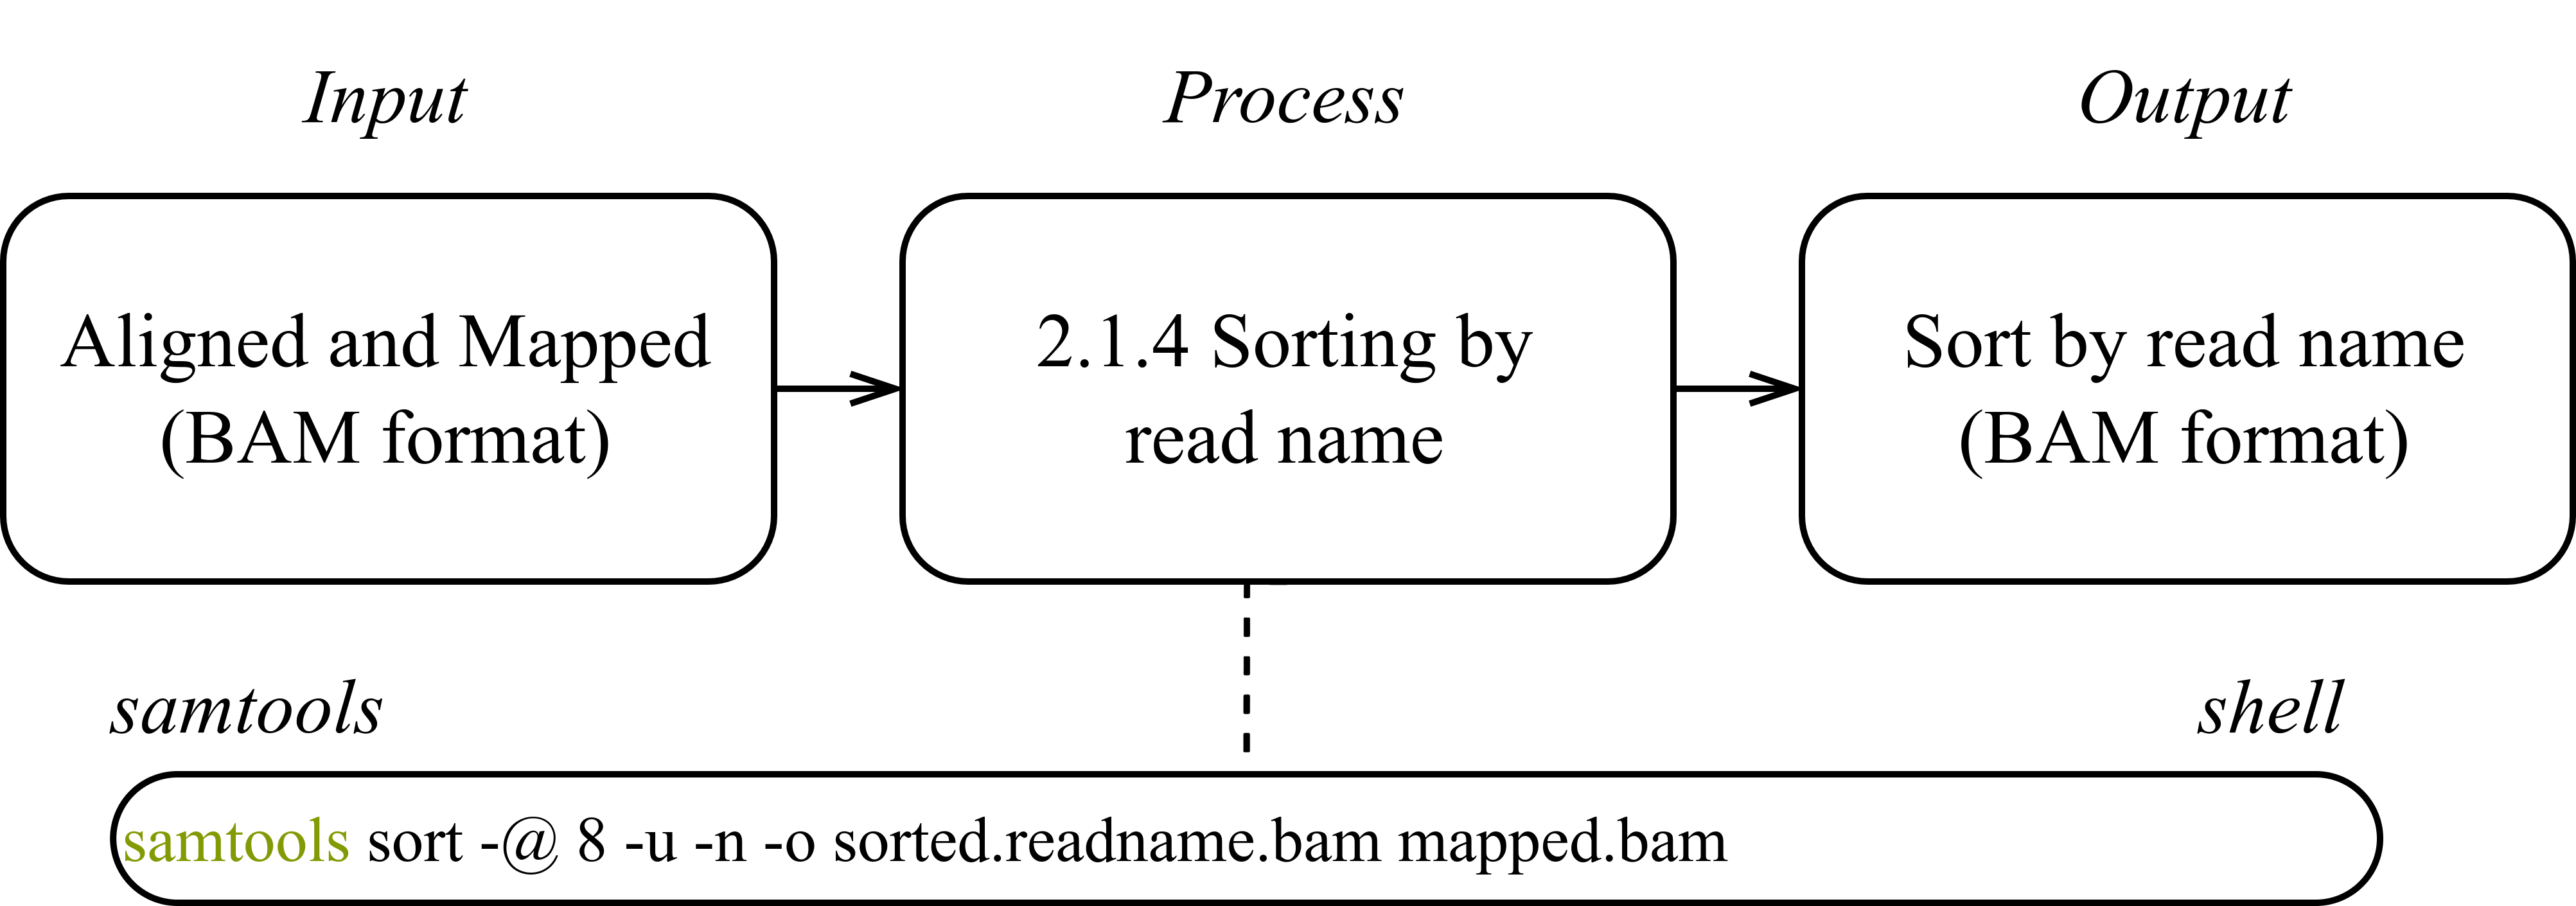 Input
Process
Output
Aligned and Mapped
(BAM format)
2.1.4 Sorting by
read name
Sort by read name
(BAM format)
samtools
shell
samtools sort -@ 8 -u -n -o sorted.readname.bam mapped.bam